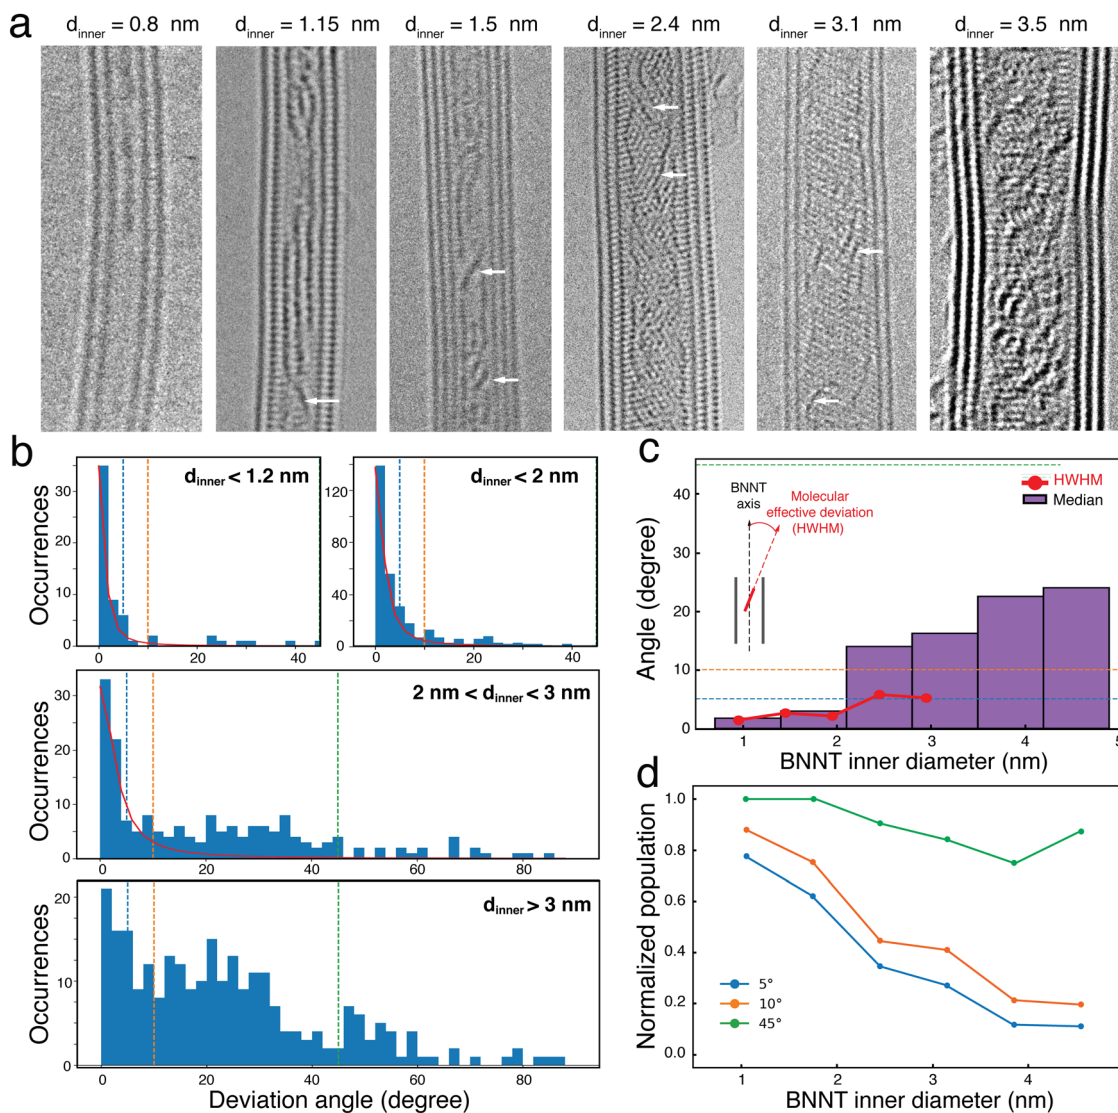 a
d_inner = 0.8 nm
d_inner = 1.15 nm
d_inner = 1.5 nm
d_inner = 2.4 nm
d_inner = 3.1 nm
d_inner = 3.5 nm
b
Occurrences
30
20
10
0
0
20
40
d_inner < 1.2 nm
120
80
40
0
0
20
40
d_inner < 2 nm
Occurrences
30
20
10
0
0
20
40
60
80
2 nm < d_inner < 3 nm
Occurrences
20
15
10
5
0
0
20
40
60
80
d_inner > 3 nm
Deviation angle (degree)
c
Angle (degree)
40
30
20
10
0
1
2
3
4
5
BNNT inner diameter (nm)
BNNT
axis
Molecular
effective deviation
(HWHM)
HWHM
Median
d
Normalized population
1.0
0.8
0.6
0.4
0.2
0.0
1
2
3
4
BNNT inner diameter (nm)
5°
10°
45°